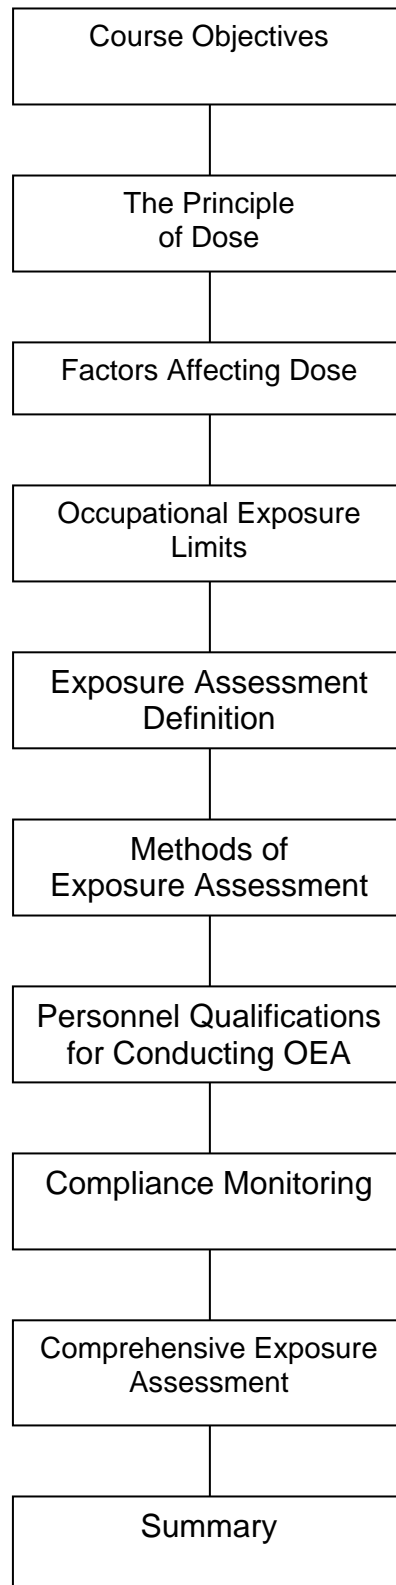 Course Objectives
The Principle
of Dose
Factors Affecting Dose
Occupational Exposure
Limits
Exposure Assessment
Definition
Methods of
Exposure Assessment
Personnel Qualifications
for Conducting OEA
Compliance Monitoring
Comprehensive Exposure
Assessment
Summary